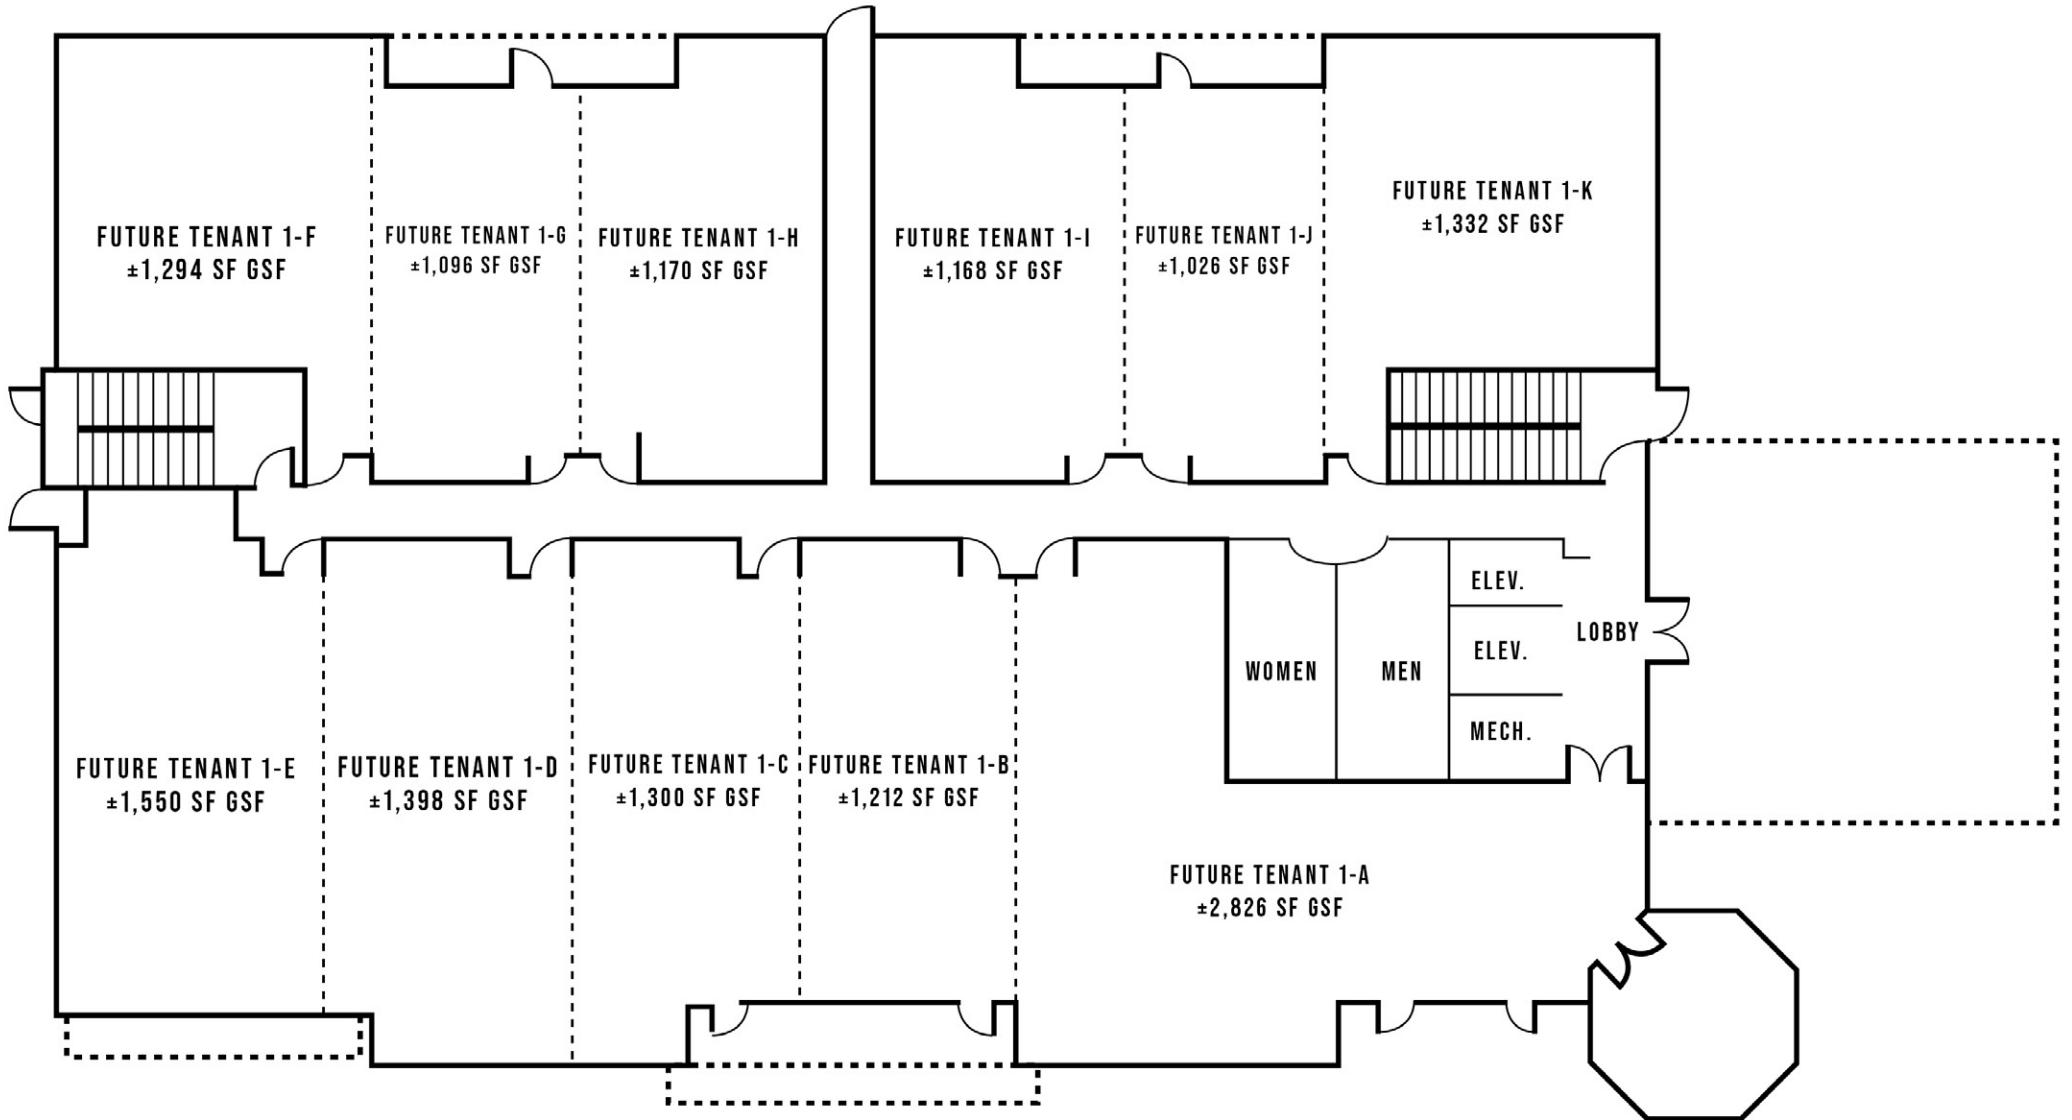 FUTURE TENANT 1-F
±1,294 SF GSF
FUTURE TENANT 1-G
±1,096 SF GSF
FUTURE TENANT 1-H
±1,170 SF GSF
FUTURE TENANT 1-I
±1,168 SF GSF
FUTURE TENANT 1-J
±1,026 SF GSF
FUTURE TENANT 1-K
±1,332 SF GSF
ELEV.
LOBBY
ELEV.
WOMEN
MEN
MECH.
FUTURE TENANT 1-E
±1,550 SF GSF
FUTURE TENANT 1-D
±1,398 SF GSF
FUTURE TENANT 1-C
±1,300 SF GSF
FUTURE TENANT 1-B
±1,212 SF GSF
FUTURE TENANT 1-A
±2,826 SF GSF